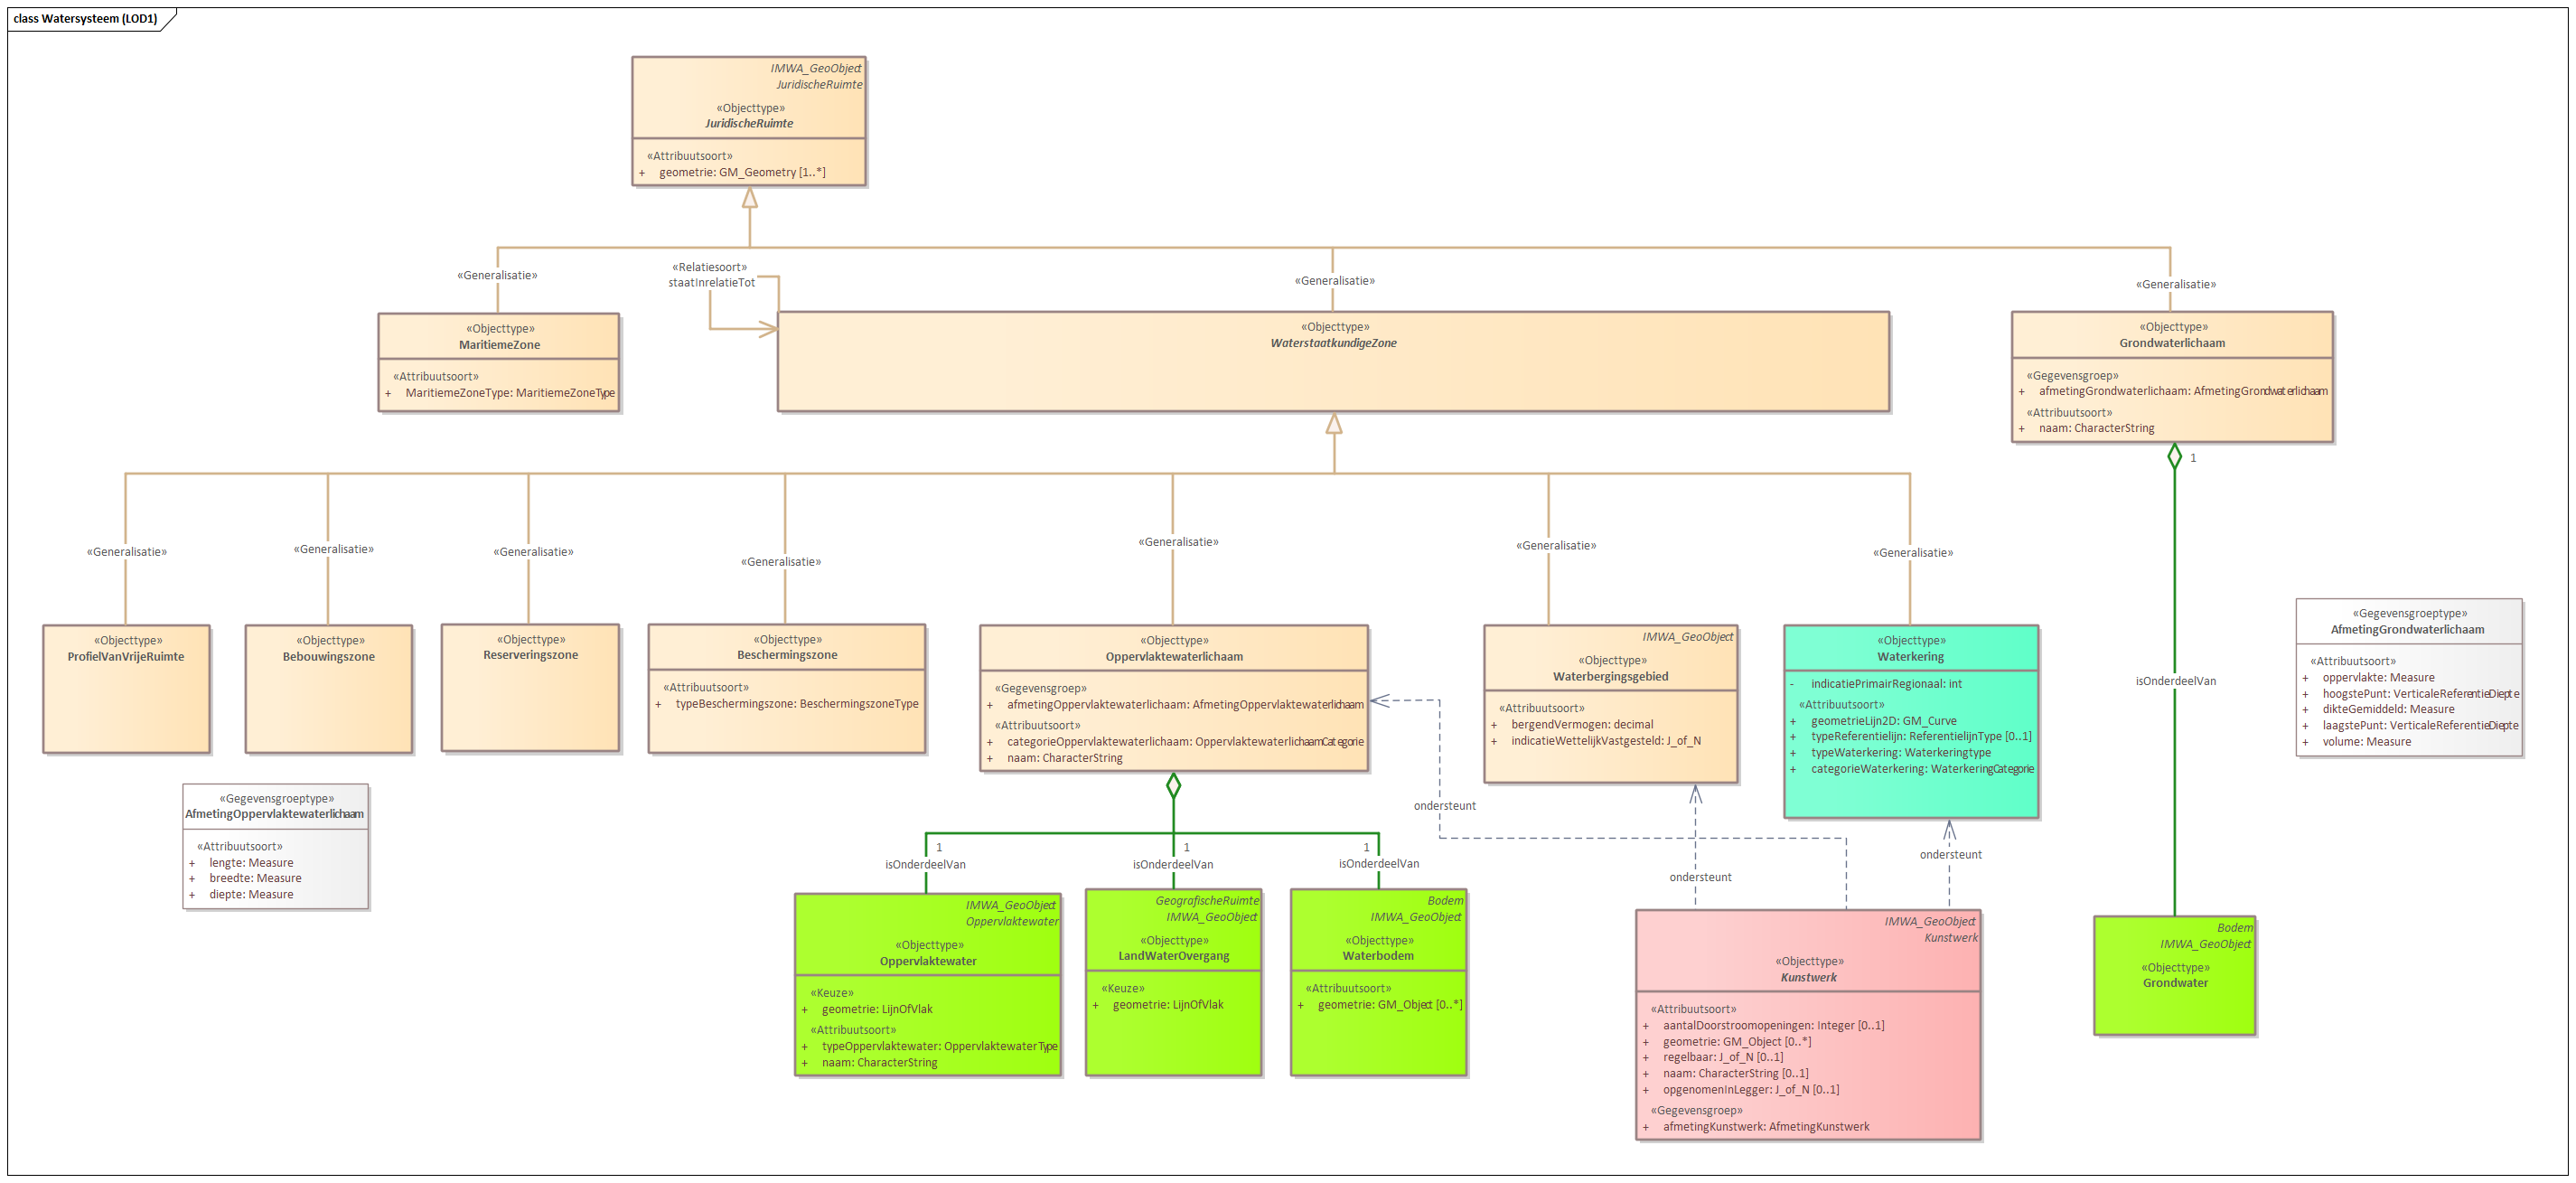 class Watersysteem (LOD1)
IMWA_GeoObject
JuridischeRuimte
«Objecttype»
JuridischeRuimte
«Attribuutsoort»
+ geometrie: GM_Geometry [1..*]
«Generalisatie»
«Relatiesoort»
staatInrelatieTot
«Generalisatie»
«Generalisatie»
«Objecttype»
MaritiemeZone
«Attribuutsoort»
+ MaritiemeZoneType: MaritiemeZoneType
«Objecttype»
WaterstaatkundigeZone
«Objecttype»
Grondwaterlichaam
«Gegevensgroep»
+ afmetingGrondwaterlichaam: AfmetingGrondwaterlichaam
«Attribuutsoort»
+ naam: CharacterString
1
«Generalisatie»
«Generalisatie»
«Generalisatie»
«Generalisatie»
«Generalisatie»
«Generalisatie»
«Generalisatie»
«Objecttype»
ProfielVanVrijeRuimte
«Objecttype»
Bebouwingszone
«Objecttype»
Reserveringszone
«Objecttype»
Beschermingszone
«Attribuutsoort»
+ typeBeschermingszone: BeschermingszoneType
«Objecttype»
Oppervlaktewaterlichaam
«Gegevensgroep»
+ afmetingOppervlaktewaterlichaam: AfmetingOppervlaktewaterlichaam
«Attribuutsoort»
+ categorieOppervlaktewaterlichaam: OppervlaktewaterlichaamCategorie
+ naam: CharacterString
IMWA_GeoObject
«Objecttype»
Waterbergingsgebied
«Attribuutsoort»
+ bergendVermogen: decimal
+ indicatieWettelijkVastgesteld: J_of_N
«Objecttype»
Waterkering
- indicatiePrimairRegionaal: int
«Attribuutsoort»
+ geometrieLijn2D: GM_Curve
+ typeReferentielijn: ReferentielijnType [0..1]
+ typeWaterkering: Waterkeringtype
+ categorieWaterkering: WaterkeringCategorie
isOnderdeelVan
«Gegevensgroeptype»
AfmetingGrondwaterlichaam
«Attribuutsoort»
+ oppervlakte: Measure
+ hoogstePunt: VerticaleReferentieDiepte
+ dikteGemiddeld: Measure
+ laagstePunt: VerticaleReferentieDiepte
+ volume: Measure
«Gegevensgroeptype»
AfmetingOppervlaktewaterlichaam
«Attribuutsoort»
+ lengte: Measure
+ breedte: Measure
+ diepte: Measure
1
isOnderdeelVan
1
isOnderdeelVan
1
isOnderdeelVan
ondersteunt
ondersteunt
ondersteunt
IMWA_GeoObject
Oppervlaktewater
«Objecttype»
Oppervlaktewater
«Keuze»
+ geometrie: LijnOfVlak
«Attribuutsoort»
+ typeOppervlaktewater: OppervlaktewaterType
+ naam: CharacterString
GeografischeRuimte
IMWA_GeoObject
«Objecttype»
LandWaterOvergang
«Keuze»
+ geometrie: LijnOfVlak
Bodem
IMWA_GeoObject
«Objecttype»
Waterbodem
«Attribuutsoort»
+ geometrie: GM_Object [0..*]
IMWA_GeoObject
Kunstwerk
«Objecttype»
Kunstwerk
«Attribuutsoort»
+ aantalDoorstroomopeningen: Integer [0..1]
+ geometrie: GM_Object [0..*]
+ regelbaar: J_of_N [0..1]
+ naam: CharacterString [0..1]
+ opgenomenInLegger: J_of_N [0..1]
«Gegevensgroep»
+ afmetingKunstwerk: AfmetingKunstwerk
Bodem
IMWA_GeoObject
«Objecttype»
Grondwater